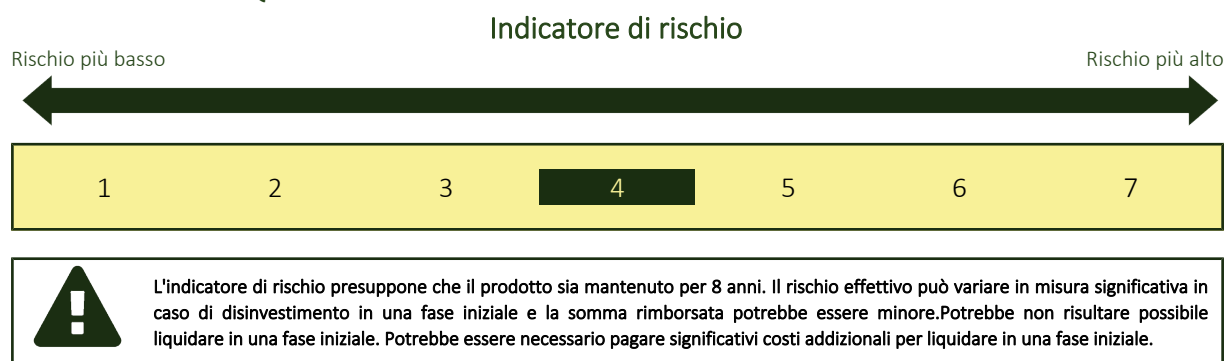 Indicatore di rischio
Rischio più basso
Rischio più alto
1 2 3 4 5 6 7
L'indicatore di rischio presuppone che il prodotto sia mantenuto per 8 anni. Il rischio effettivo può variare in misura significativa in
caso di disinvestimento in una fase iniziale e la somma rimborsata potrebbe essere minore.Potrebbe non risultare possibile
liquidare in una fase iniziale. Potrebbe essere necessario pagare significativi costi addizionali per liquidare in una fase iniziale.